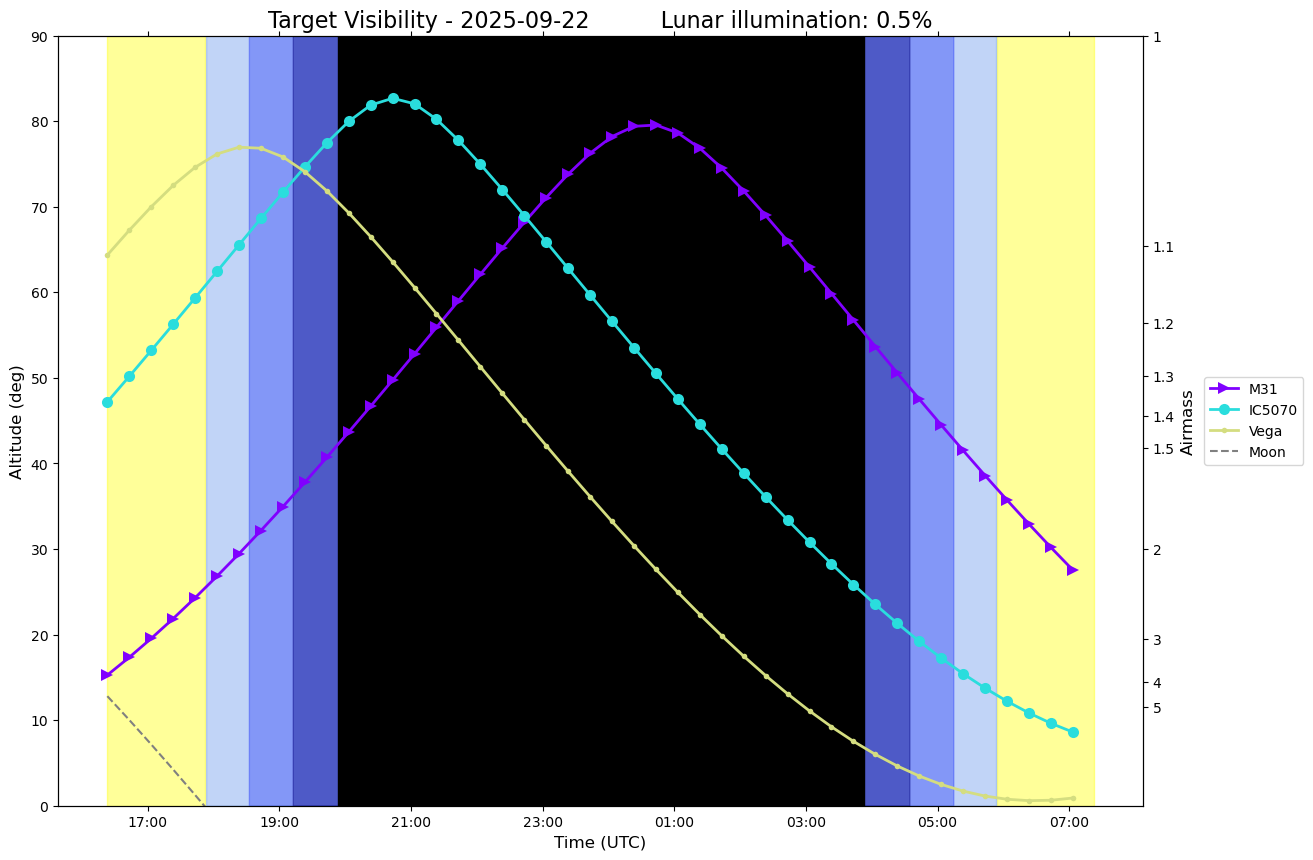 Target Visibility - 2025-09-22 Lunar illumination: 0.5%
90
80
70
60
50
40
30
20
10
0
Altitude (deg)
17:00 19:00 21:00 23:00 01:00 03:00 05:00 07:00
Time (UTC)
1
1.1
1.2
1.3
1.4
1.5
2
3
4
5
Airmass
M31
IC5070
Vega
Moon